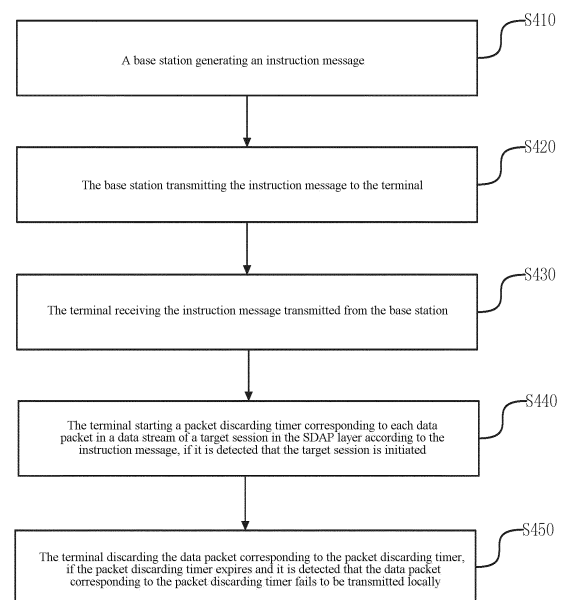 S410
A base station generating an instruction message
S420
The base station transmitting the instruction message to the terminal
S430
The terminal receiving the instruction message transmitted from the base station
S440
The terminal starting a packet discarding timer corresponding to each data
packet in a data stream of a target session in the SDAP layer according to the
instruction message, if it is detected that the target session is initiated
S450
The terminal discarding the data packet corresponding to the packet discarding timer,
if the packet discarding timer expires and it is detected that the data packet
corresponding to the packet discarding timer fails to be transmitted locally